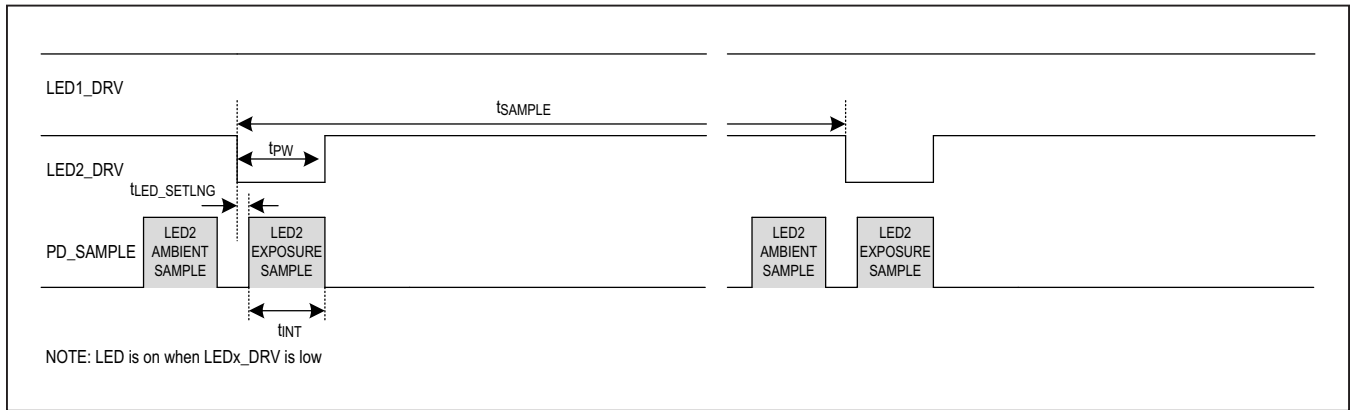 LED1_DRV
tSAMPLE
tPW
LED2_DRV
tLED_SETLNG
PD_SAMPLE
LED2
AMBIENT
SAMPLE
LED2
EXPOSURE
SAMPLE
LED2
AMBIENT
SAMPLE
LED2
EXPOSURE
SAMPLE
tINT
NOTE: LED is on when LEDx_DRV is low